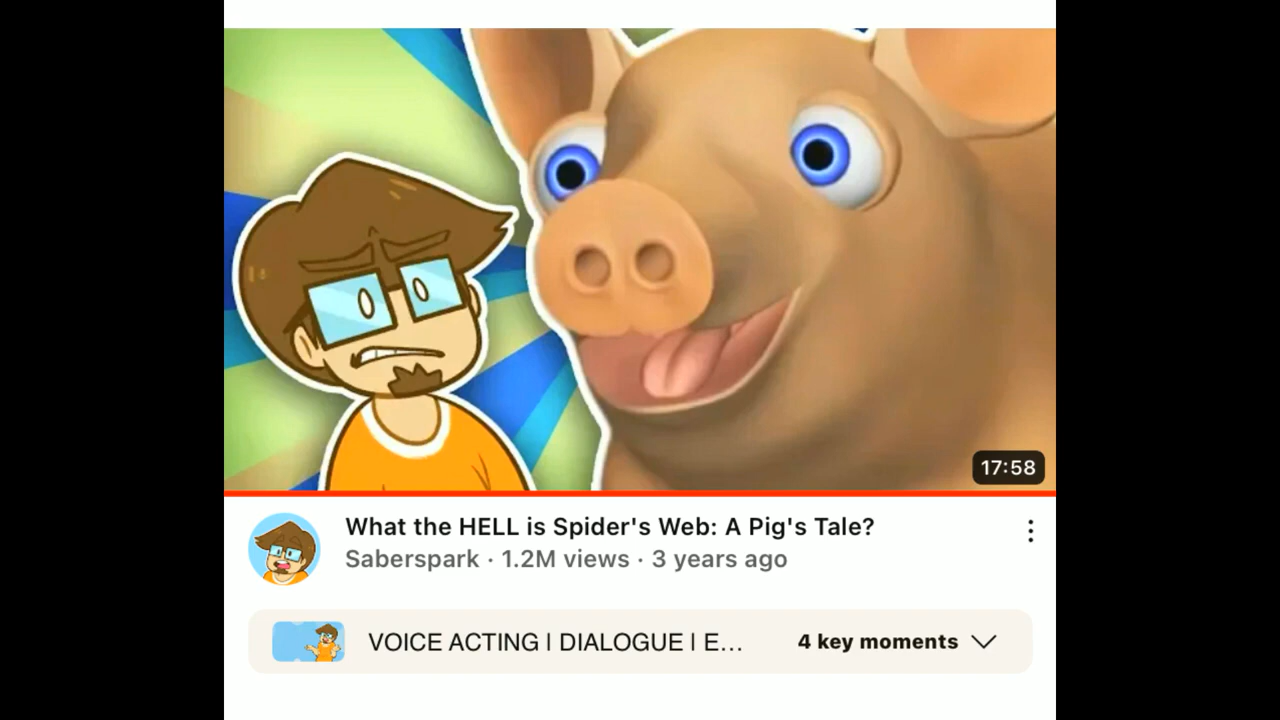 17:58
What the HELL is Spider's Web: A Pig's Tale?
Saberspark · 1.2M views · 3 years ago
VOICE ACTING | DIALOGUE | E... 4 key moments